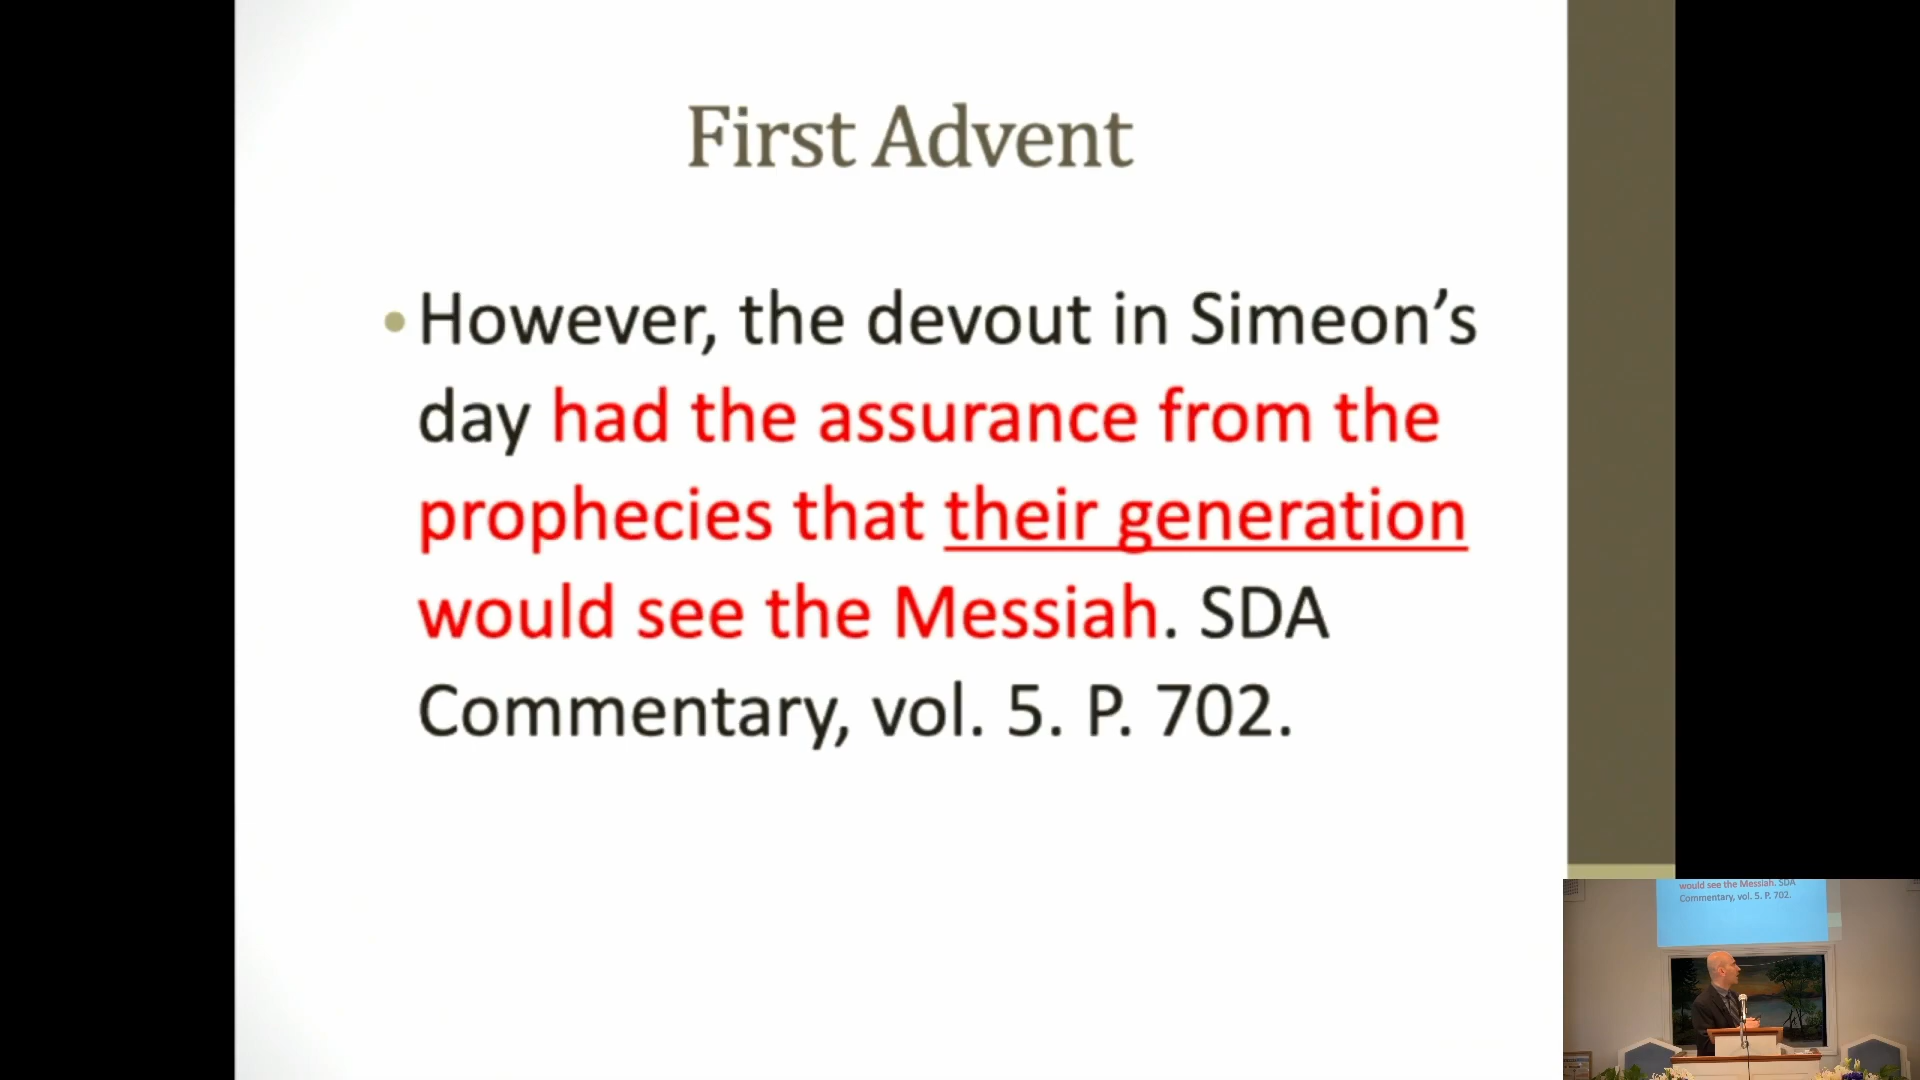 First Advent
• However, the devout in Simeon’s
day had the assurance from the
prophecies that their generation
would see the Messiah. SDA
Commentary, vol. 5. P. 702.
would see the Messiah. SDA
Commentary, vol. 5. P. 702.